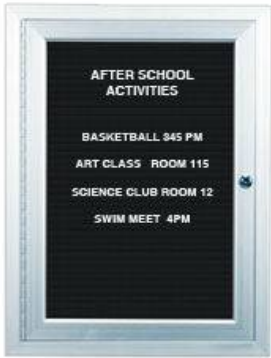 AFTER SCHOOL
ACTIVITIES
BASKETBALL 345 PM
ART CLASS ROOM 115
SCIENCE CLUB ROOM 12
SWIM MEET 4PM